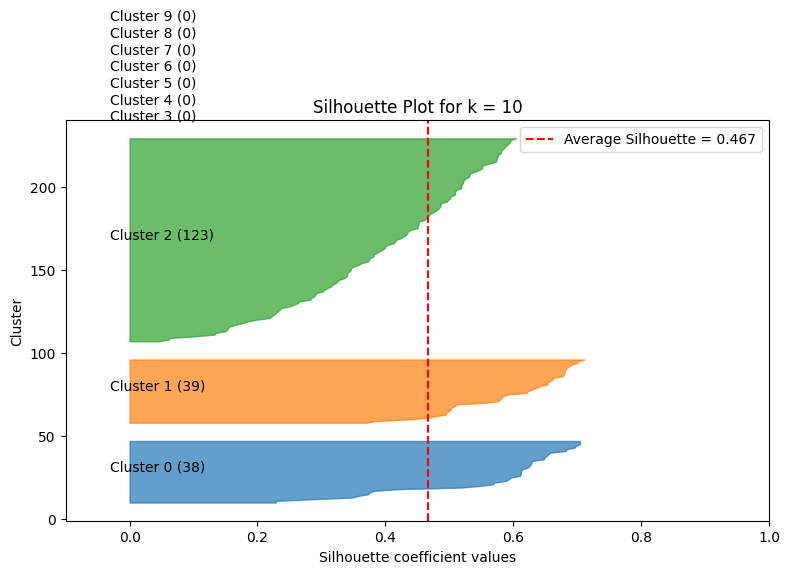 Cluster 9 (0)
Cluster 8 (0)
Cluster 7 (0)
Cluster 6 (0)
Cluster 5 (0)
Cluster 4 (0)
Cluster 3 (0)
Silhouette Plot for k = 10
Average Silhouette = 0.467
200
Cluster 2 (123)
150
Cluster
100
Cluster 1 (39)
50
Cluster 0 (38)
0
0.0 0.2 0.4 0.6 0.8 1.0
Silhouette coefficient values